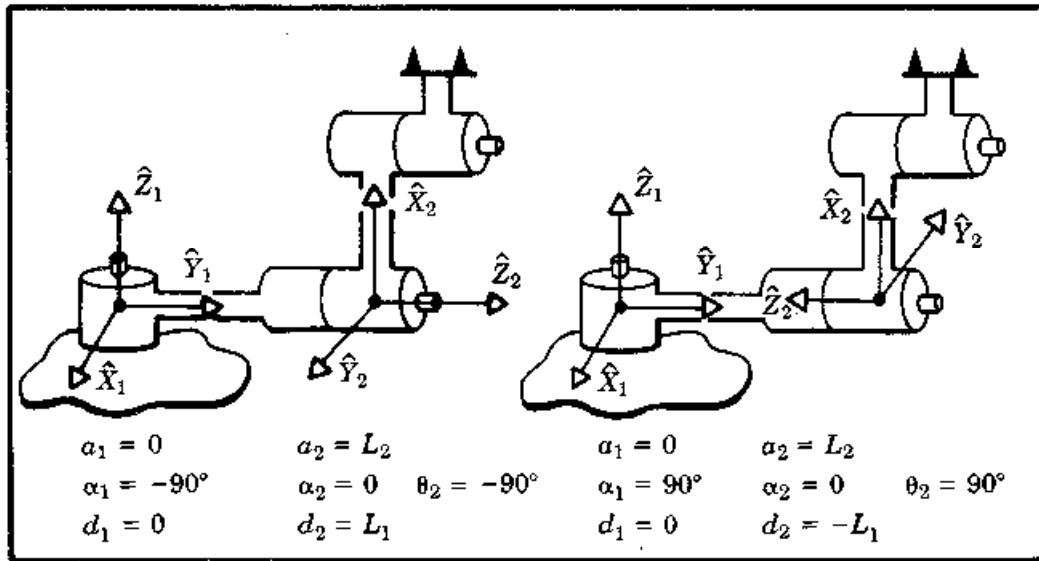 Ẑ₁ X̂₂ Ŷ₁ Ẑ₂ Ŷ₂ X̂₁
Ẑ₁ X̂₂ Ŷ₂ Ŷ₁ Ẑ₂ X̂₁
a₁ = 0 a₂ = L₂ a₁ = 0 a₂ = L₂
α₁ = −90° α₂ = 0 θ₂ = −90° α₁ = 90° α₂ = 0 θ₂ = 90°
d₁ = 0 d₂ = L₁ d₁ = 0 d₂ = −L₁